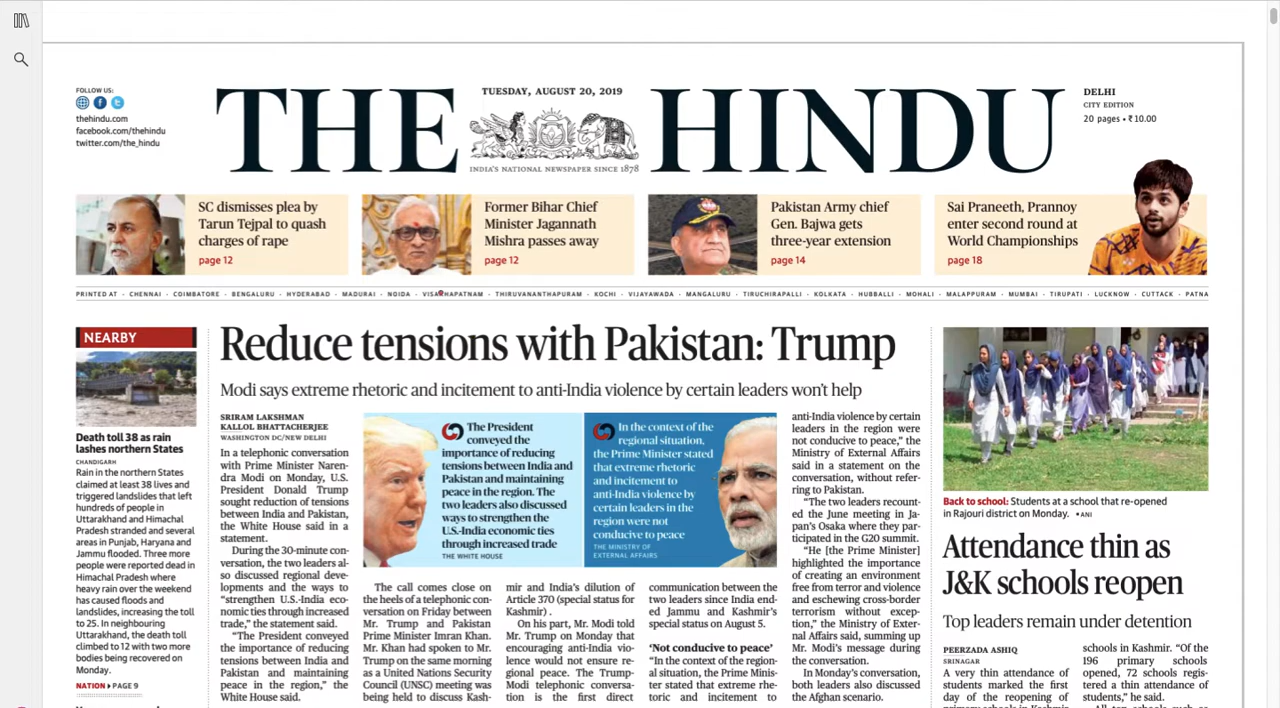 FOLLOW US:
thehindu.com
facebook.com/thehindu
twitter.com/the_hindu
THE HINDU
TUESDAY, AUGUST 20, 2019
INDIA'S NATIONAL NEWSPAPER SINCE 1878
DELHI
CITY EDITION
20 pages • ₹10.00
SC dismisses plea by
Tarun Tejpal to quash
charges of rape
page 12
Former Bihar Chief
Minister Jagannath
Mishra passes away
page 12
Pakistan Army chief
Gen. Bajwa gets
three-year extension
page 14
Sai Praneeth, Prannoy
enter second round at
World Championships
page 18
PRINTED AT · CHENNAI · COIMBATORE · BENGALURU · HYDERABAD · MADURAI · NOIDA · VISAKHAPATNAM · THIRUVANANTHAPURAM · KOCHI · VIJAYAWADA · MANGALURU · TIRUCHIRAPALLI · KOLKATA · HUBBALLI · MOHALI · MALAPPURAM · MUMBAI · TIRUPATI · LUCKNOW · CUTTACK · PATNA
NEARBY
Death toll 38 as rain
lashes northern States
CHANDIGARH
Rain in the northern States
claimed at least 38 lives and
triggered landslides that left
hundreds of people in
Uttarakhand and Himachal
Pradesh stranded and several
areas in Punjab, Haryana and
Jammu flooded. Three more
people were reported dead in
Himachal Pradesh where
heavy rain over the weekend
has caused floods and
landslides, increasing the toll
to 25. In neighbouring
Uttarakhand, the death toll
climbed to 12 with two more
bodies being recovered on
Monday.
NATION ▸ PAGE 9
Reduce tensions with Pakistan: Trump
Modi says extreme rhetoric and incitement to anti-India violence by certain leaders won't help
SRIRAM LAKSHMAN
KALLOL BHATTACHERJEE
WASHINGTON DC/NEW DELHI
In a telephonic conversation
with Prime Minister Naren-
dra Modi on Monday, U.S.
President Donald Trump
sought reduction of tensions
between India and Pakistan,
the White House said in a
statement.
During the 30-minute con-
versation, the two leaders al-
so discussed regional deve-
lopments and the ways to
"strengthen U.S.-India eco-
nomic ties through increased
trade," the statement said.
"The President conveyed
the importance of reducing
tensions between India and
Pakistan and maintaining
peace in the region," the
White House said.
The President
conveyed the
importance of reducing
tensions between India and
Pakistan and maintaining
peace in the region. The
two leaders also discussed
ways to strengthen the
U.S.-India economic ties
through increased trade
THE WHITE HOUSE
In the context of the
regional situation,
the Prime Minister stated
that extreme rhetoric
and incitement to
anti-India violence by
certain leaders in the
region were not
conducive to peace
THE MINISTRY OF
EXTERNAL AFFAIRS
The call comes close on
the heels of a telephonic con-
versation on Friday between
Mr. Trump and Pakistan
Prime Minister Imran Khan.
Mr. Khan had spoken to Mr.
Trump on the same morning
as a United Nations Security
Council (UNSC) meeting was
being held to discuss Kash-
mir and India's dilution of
Article 370 (special status for
Kashmir) .
On his part, Mr. Modi told
Mr. Trump on Monday that
encouraging anti-India vio-
lence would not ensure re-
gional peace. The Trump-
Modi telephonic conversa-
tion is the first direct
communication between the
two leaders since India end-
ed Jammu and Kashmir's
special status on August 5.
'Not conducive to peace'
"In the context of the region-
al situation, the Prime Minis-
ter stated that extreme rhe-
toric and incitement to
anti-India violence by certain
leaders in the region were
not conducive to peace," the
Ministry of External Affairs
said in a statement on the
conversation, without refer-
ring to Pakistan.
"The two leaders recount-
ed the June meeting in Ja-
pan's Osaka where they par-
ticipated in the G20 summit.
"He [the Prime Minister]
highlighted the importance
of creating an environment
free from terror and violence
and eschewing cross-border
terrorism without excep-
tion," the Ministry of Exter-
nal Affairs said, summing up
Mr. Modi's message during
the conversation.
In Monday's conversation,
both leaders also discussed
the Afghan scenario.
Back to school: Students at a school that re-opened
in Rajouri district on Monday. • ANI
Attendance thin as
J&K schools reopen
Top leaders remain under detention
PEERZADA ASHIQ
SRINAGAR
A very thin attendance of
students marked the first
day of the reopening of
primary schools in Kashmir
schools in Kashmir. "Of the
196 primary schools
opened, 72 schools regis-
tered a thin attendance of
students," he said.